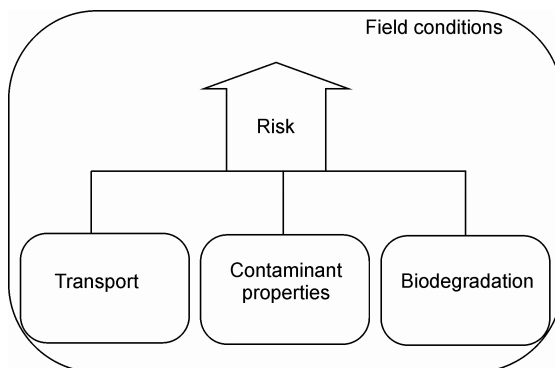 Field conditions
Risk
Transport
Contaminant
properties
Biodegradation